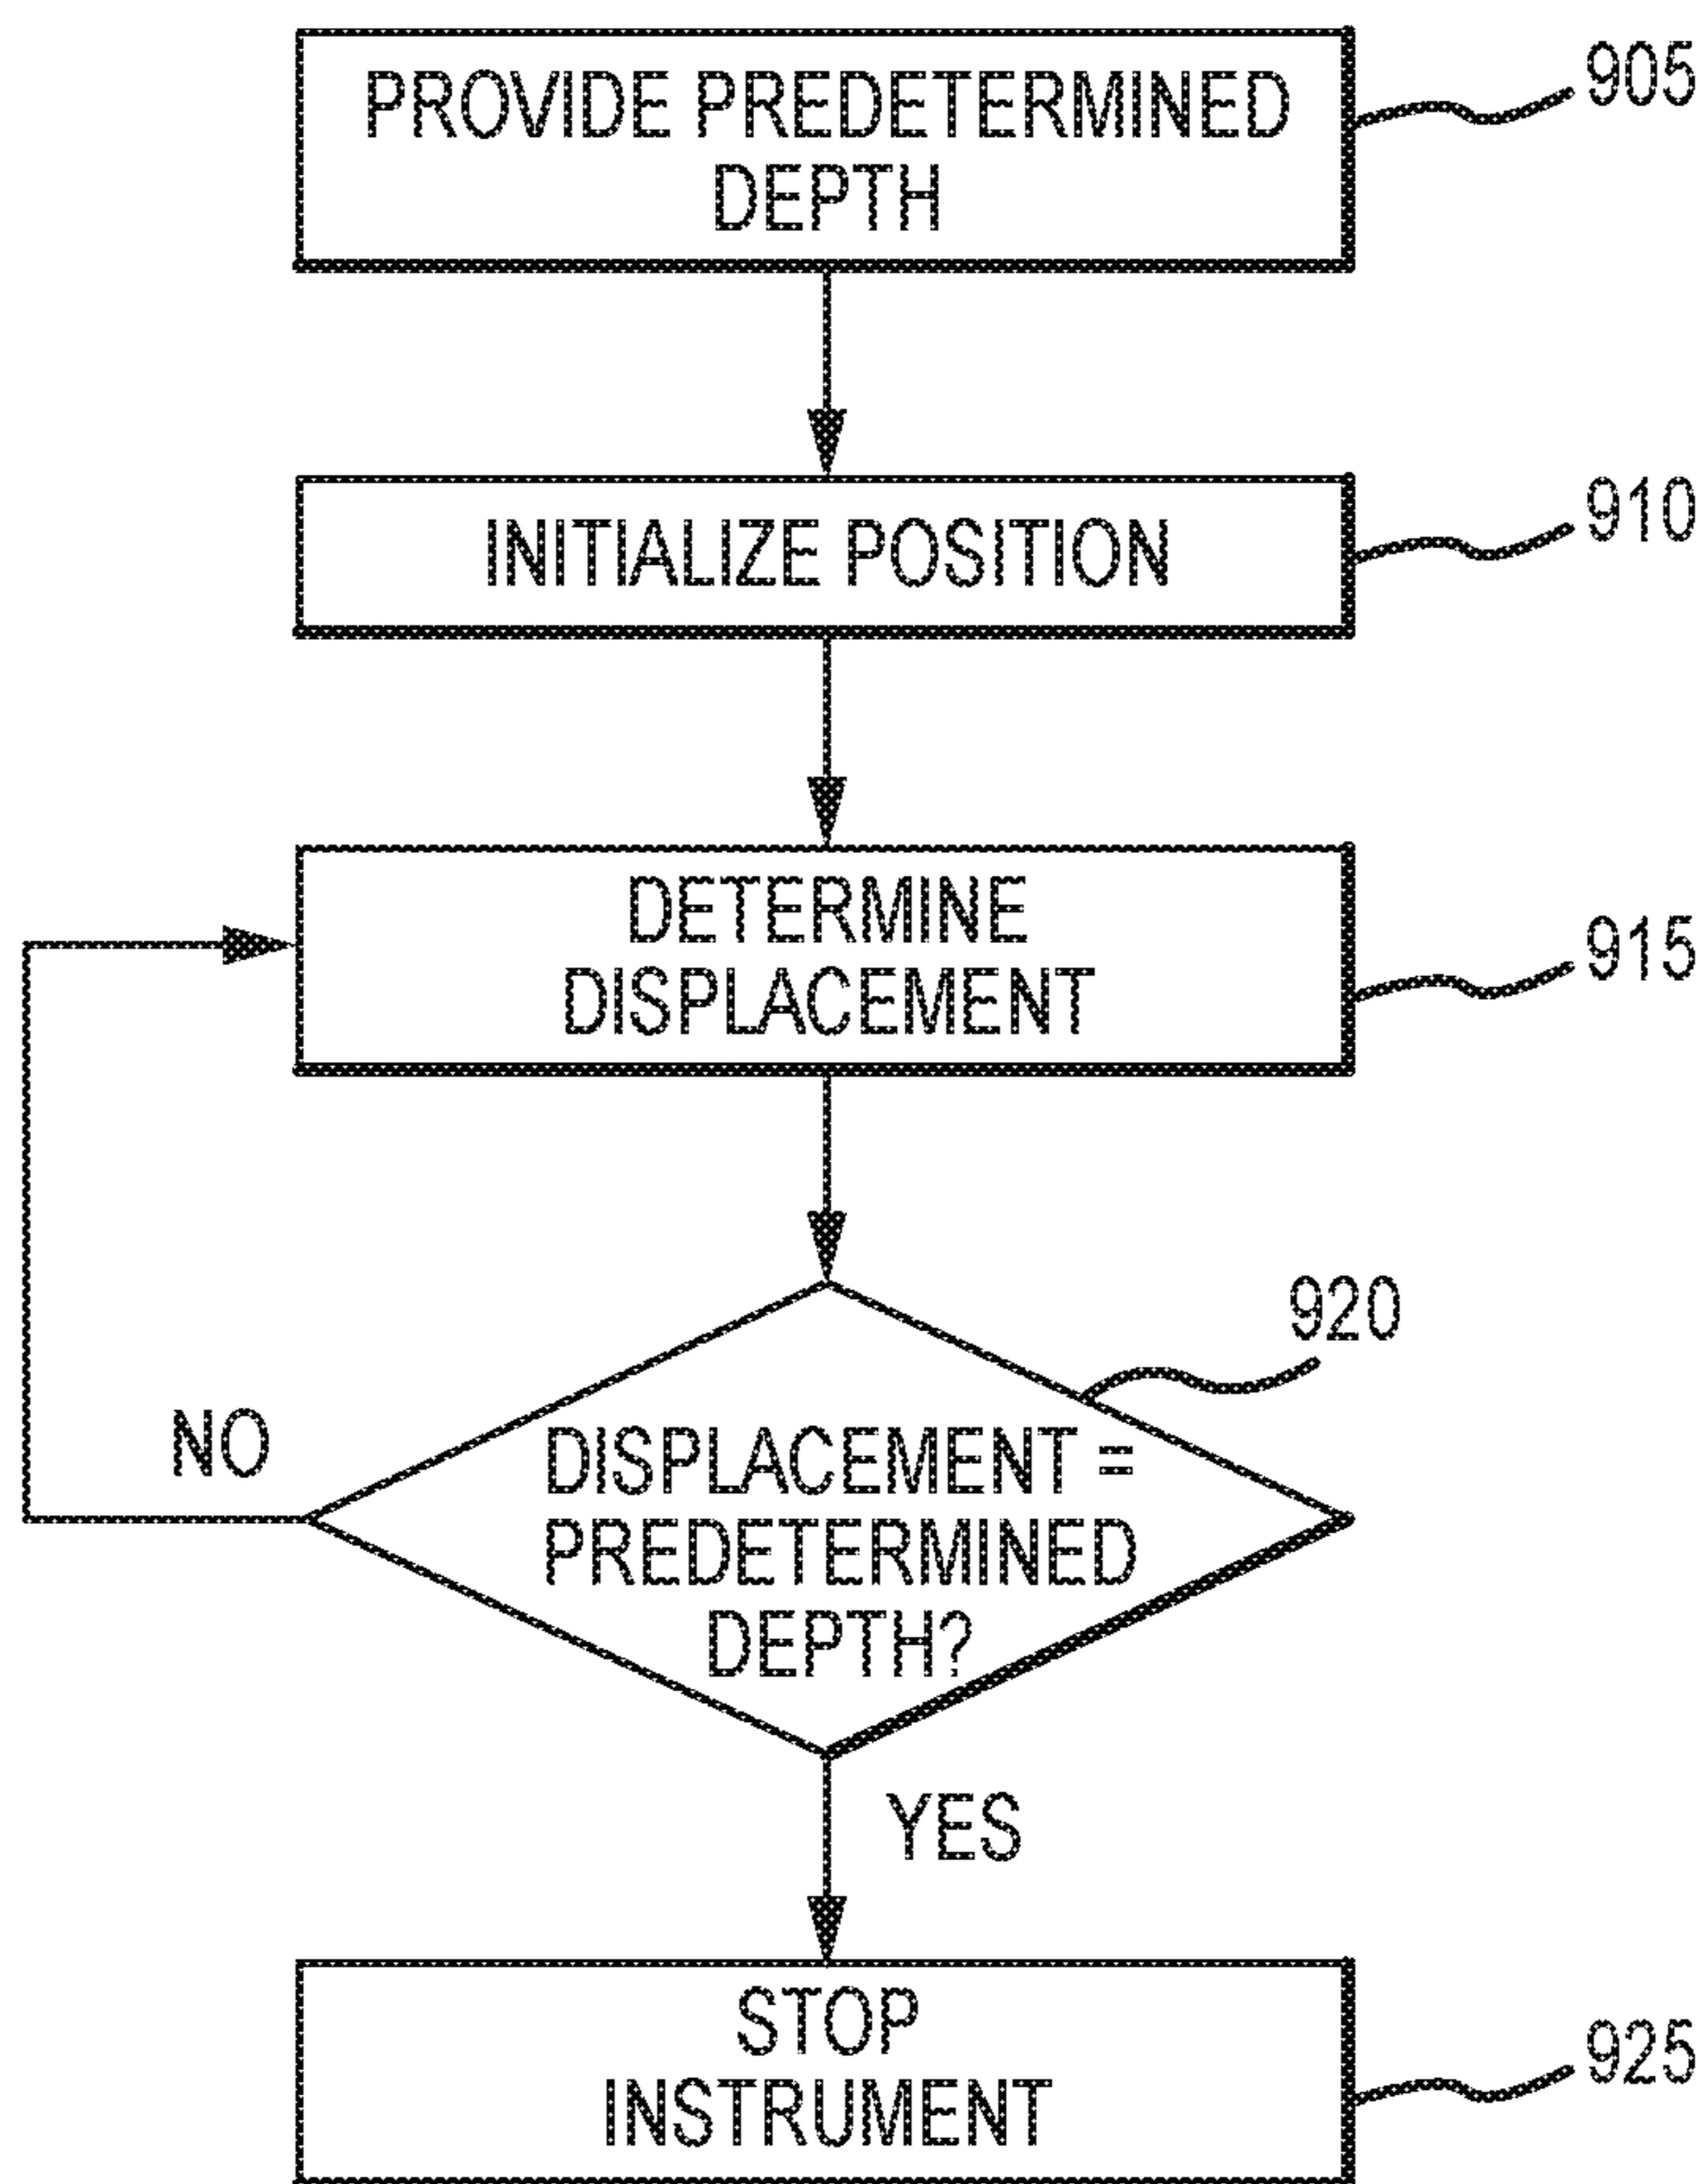 PROVIDE PREDETERMINED
DEPTH
905
INITIALIZE POSITION
910
DETERMINE
DISPLACEMENT
915
920
NO
DISPLACEMENT =
PREDETERMINED
DEPTH?
YES
STOP
INSTRUMENT
925